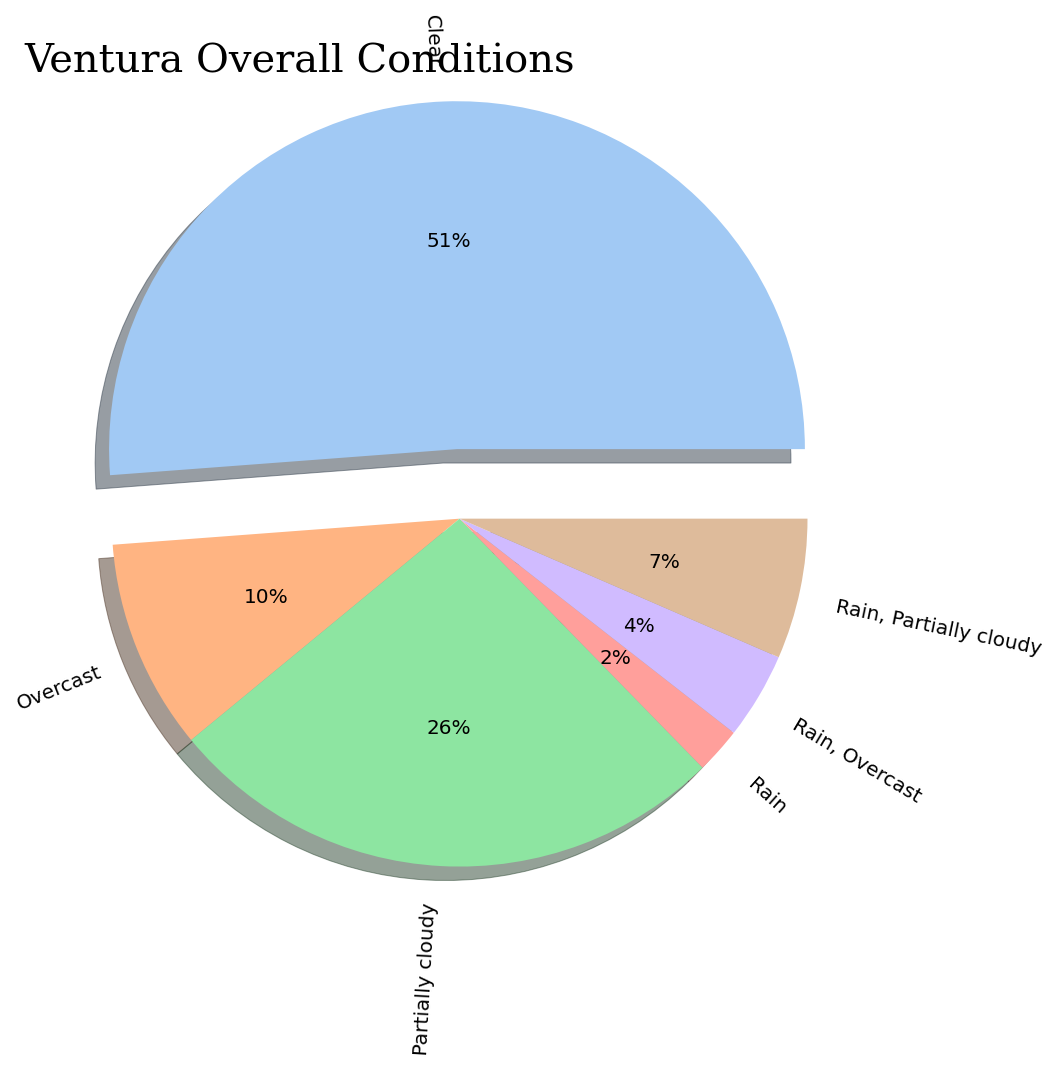 Clear
Ventura Overall Conditions
51%
10%
7%
4%
2%
26%
Rain, Partially cloudy
Overcast
Rain, Overcast
Rain
Partially cloudy